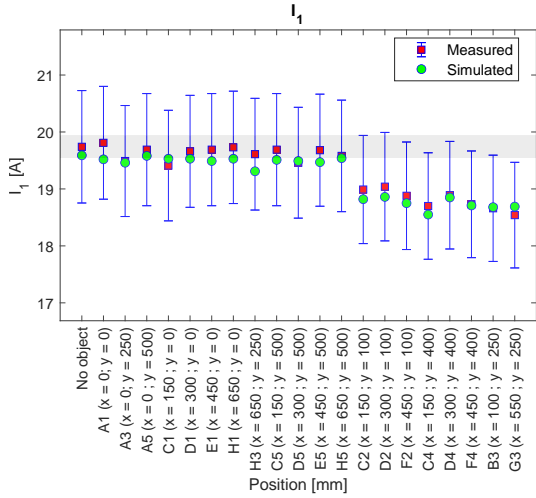 I1
Measured
Simulated
21
20
19
18
17
I1 [A]
No object
A1 (x = 0; y = 0)
A3 (x = 0; y = 250)
A5 (x = 0 ; y = 500)
C1 (x = 150 ; y = 0)
D1 (x = 300 ; y = 0)
E1 (x = 450 ; y = 0)
H1 (x = 650 ; y = 0)
H3 (x = 650 ; y = 250)
C5 (x = 150 ; y = 500)
D5 (x = 300 ; y = 500)
E5 (x = 450 ; y = 500)
H5 (x = 650 ; y = 500)
C2 (x = 150 ; y = 100)
D2 (x = 300 ; y = 100)
F2 (x = 450 ; y = 100)
C4 (x = 150 ; y = 400)
D4 (x = 300 ; y = 400)
F4 (x = 450 ; y = 400)
B3 (x = 100 ; y = 250)
G3 (x = 550 ; y = 250)
Position [mm]